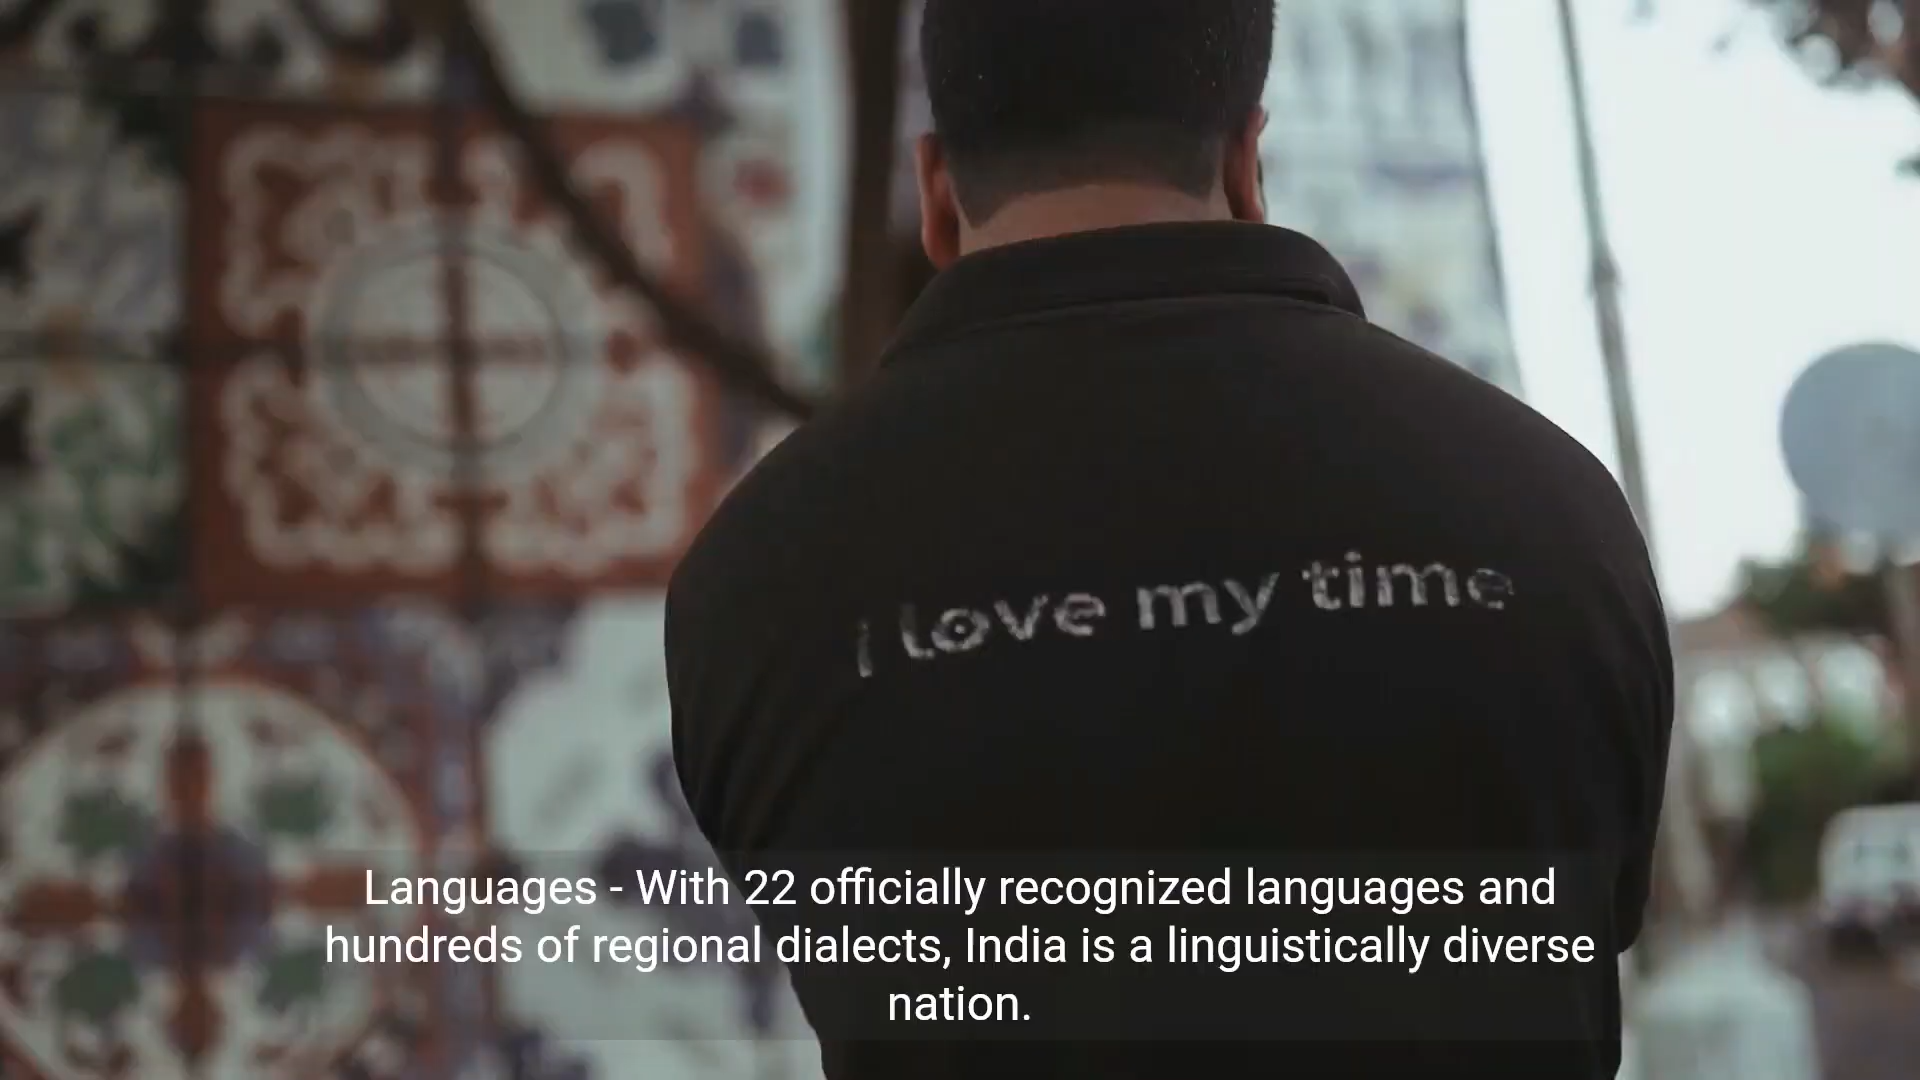 I love my time
Languages - With 22 officially recognized languages and
hundreds of regional dialects, India is a linguistically diverse
nation.